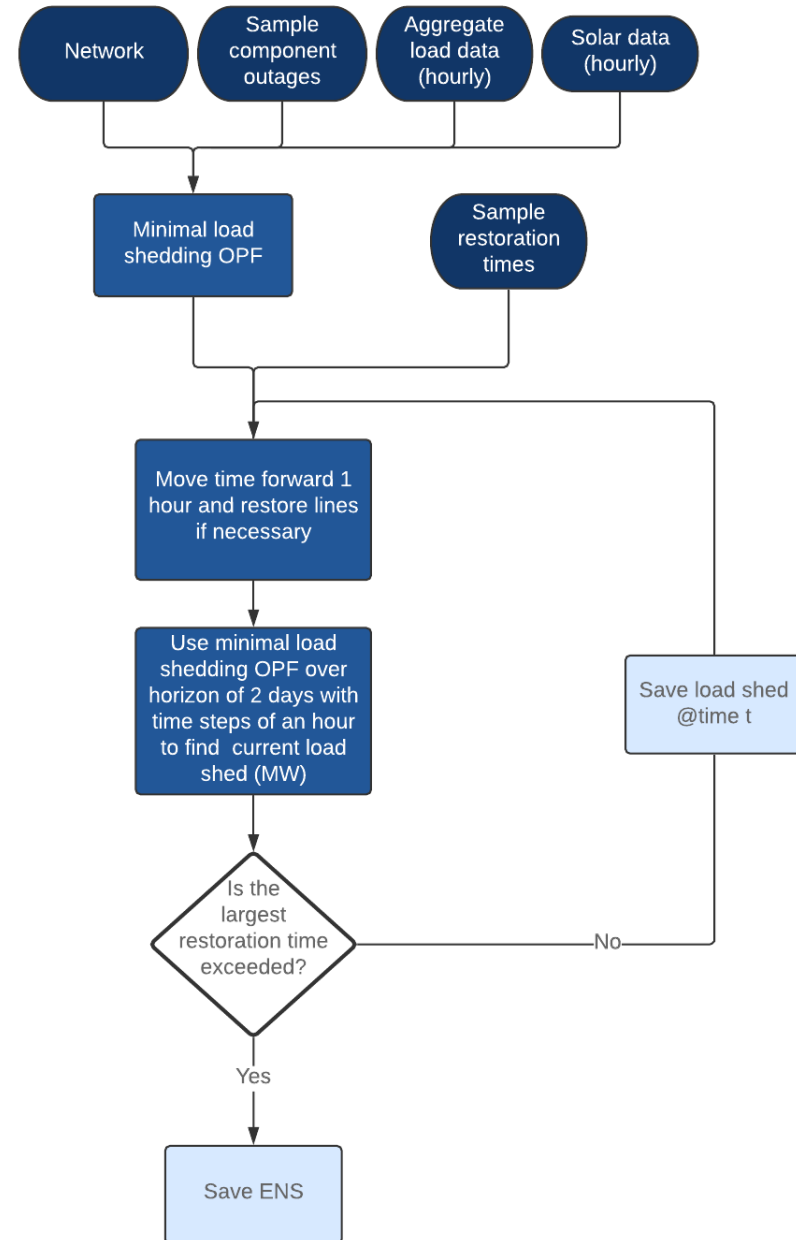 Network
Sample
component
outages
Aggregate
load data
(hourly)
Solar data
(hourly)
Minimal load
shedding OPF
Sample
restoration
times
Move time forward 1
hour and restore lines
if necessary
Use minimal load
shedding OPF over
horizon of 2 days with
time steps of an hour
to find  current load
shed (MW)
Save load shed
@time t
Is the
largest
restoration time
exceeded?
No
Yes
Save ENS